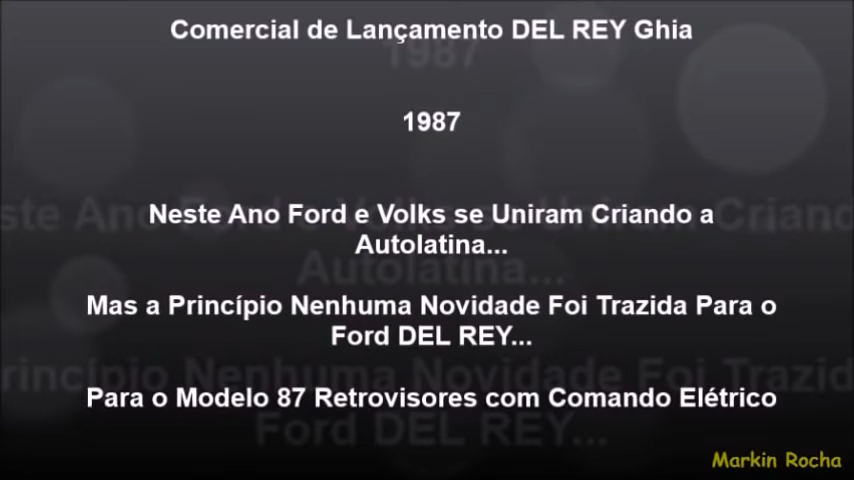 Comercial de Lançamento DEL REY Ghia
1987
Neste Ano Ford e Volks se Uniram Criando a
Autolatina...
Mas a Princípio Nenhuma Novidade Foi Trazida Para o
Ford DEL REY...
Para o Modelo 87 Retrovisores com Comando Elétrico
Markin Rocha